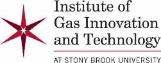 Institute of
Gas Innovation
and Technology
AT STONY BROOK UNIVERSITY